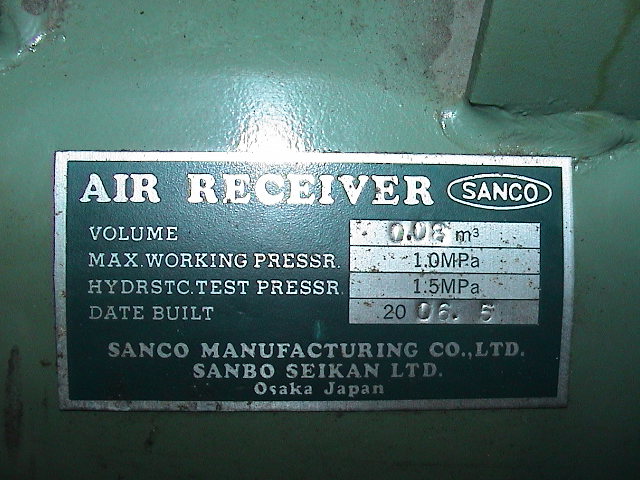 AIR RECEIVER SANCO
VOLUME 0.08 m³
MAX.WORKING PRESSR. 1.0MPa
HYDRSTC.TEST PRESSR. 1.5MPa
DATE BUILT 20 06. 5
SANCO MANUFACTURING CO.,LTD.
SANBO SEIKAN LTD.
Osaka Japan